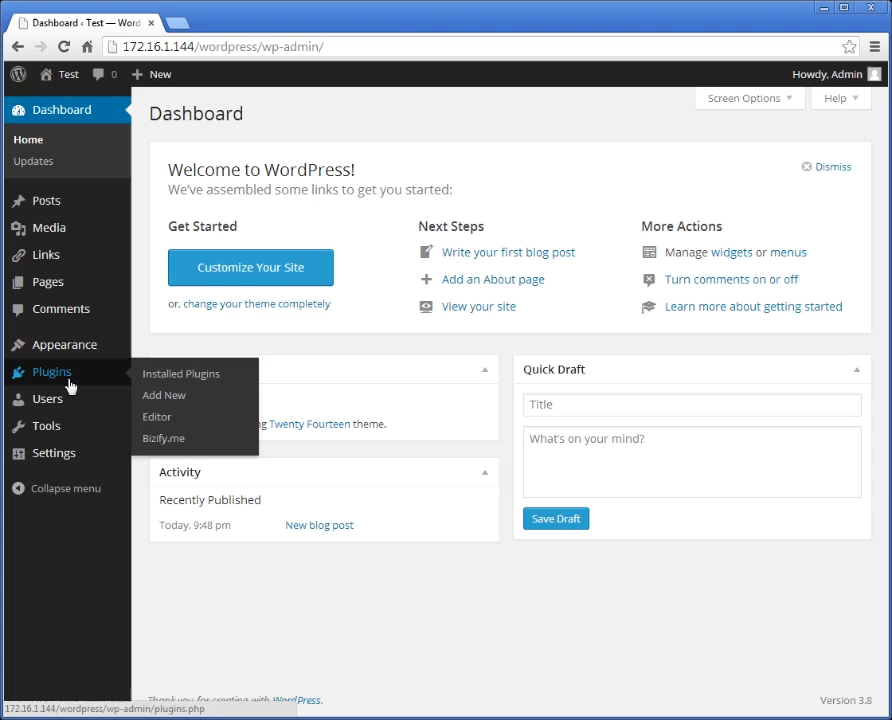 Dashboard ‹ Test — Word
172.16.1.144/wordpress/wp-admin/
Test 0 New Howdy, Admin
Dashboard
Home
Updates
Posts
Media
Links
Pages
Comments
Appearance
Plugins
Users
Tools
Settings
Collapse menu
Installed Plugins
Add New
Editor
Bizify.me
Screen Options Help
Dashboard
Welcome to WordPress!
Dismiss
We've assembled some links to get you started:
Get Started
Customize Your Site
or, change your theme completely
Next Steps
Write your first blog post
Add an About page
View your site
More Actions
Manage widgets or menus
Turn comments on or off
Learn more about getting started
Twenty Fourteen theme.
Activity
Recently Published
Today, 9:48 pm New blog post
Quick Draft
Title
What's on your mind?
Save Draft
Thank you for creating with WordPress.
Version 3.8
172.16.1.144/wordpress/wp-admin/plugins.php